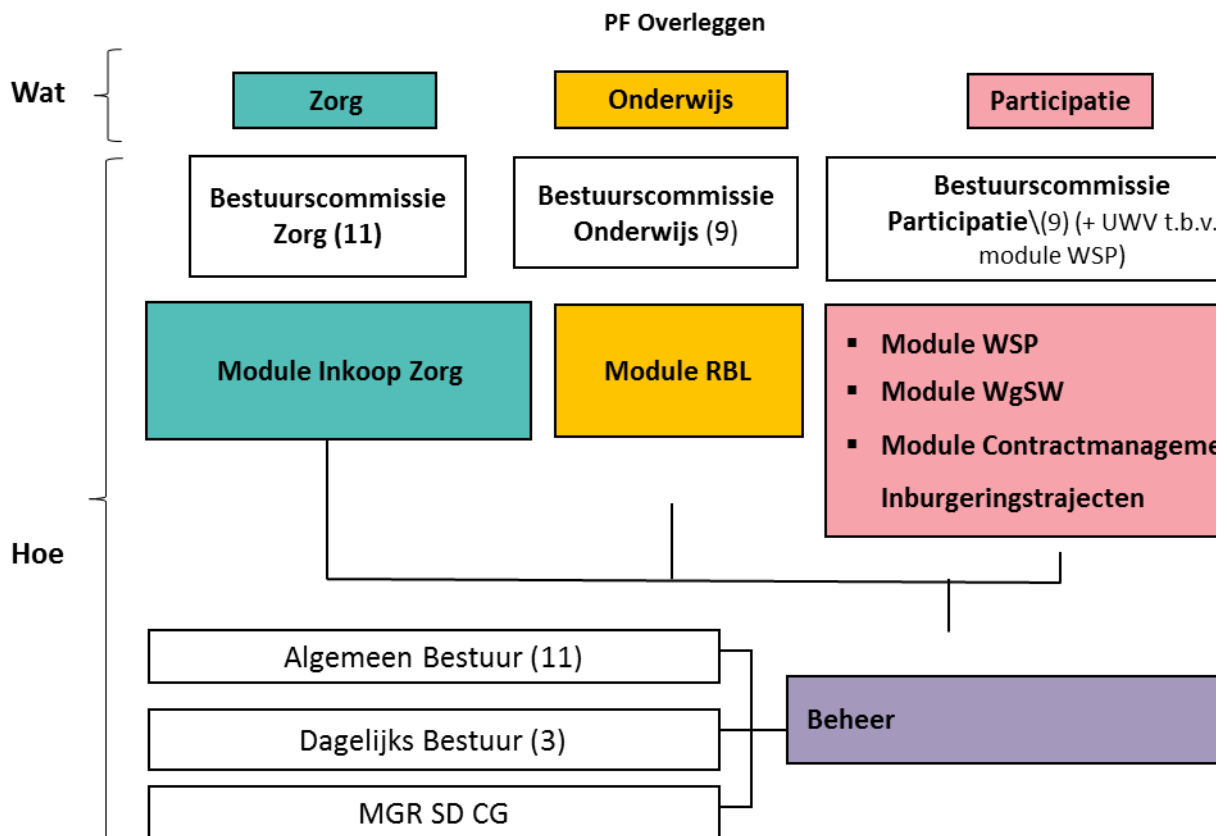 PF Overleggen
Wat
Zorg
Onderwijs
Participatie
Bestuurscommissie
Zorg (11)
Bestuurscommissie
Onderwijs (9)
Bestuurscommissie
Participatie\(9) (+ UWV t.b.v.
module WSP)
Module Inkoop Zorg
Module RBL
▪ Module WSP
▪ Module WgSW
▪ Module Contractmanageme
Inburgeringstrajecten
Hoe
Algemeen Bestuur (11)
Dagelijks Bestuur (3)
MGR SD CG
Beheer